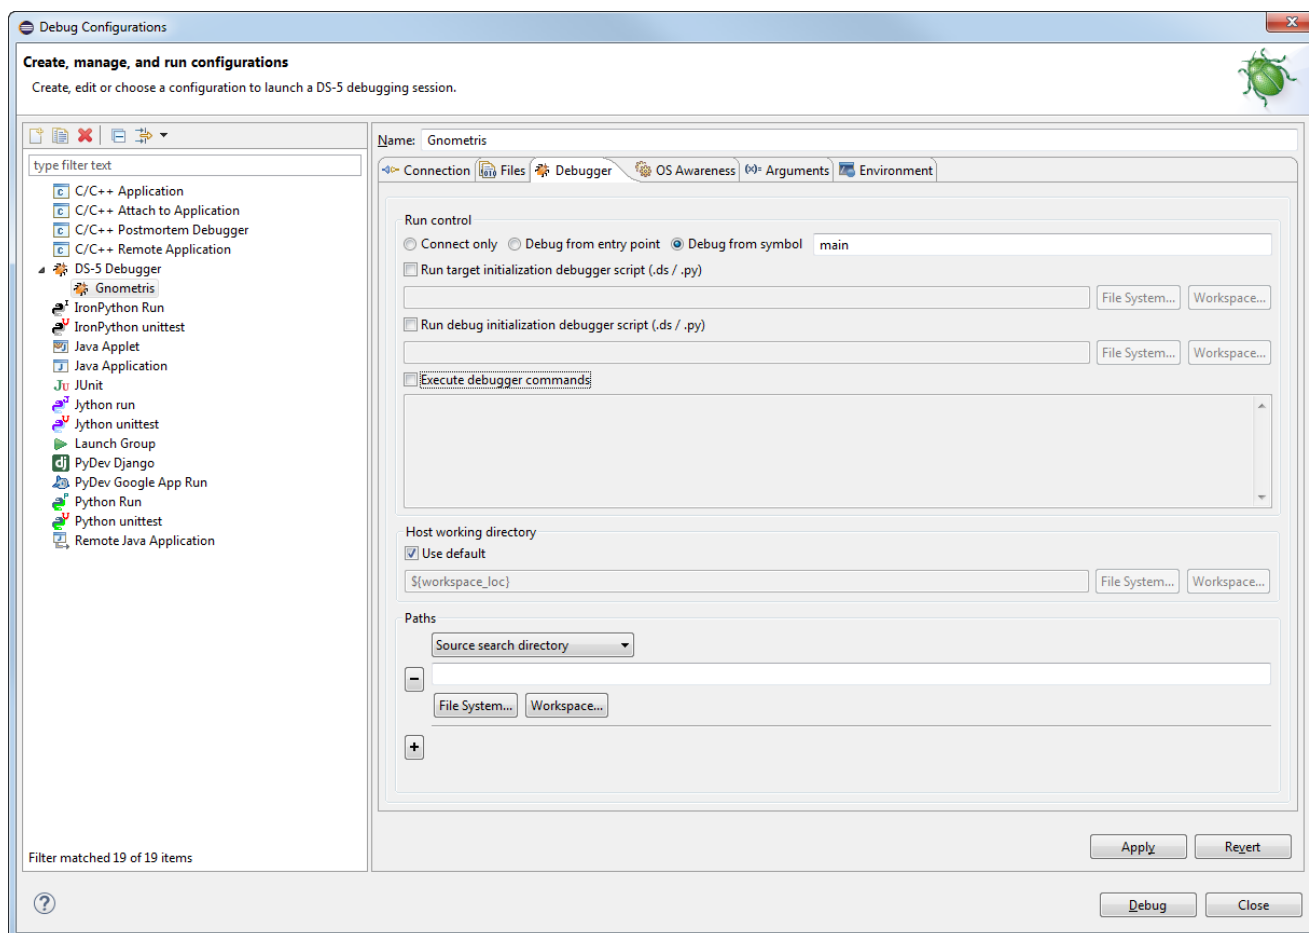 Debug Configurations
Create, manage, and run configurations
Create, edit or choose a configuration to launch a DS-5 debugging session.
type filter text
C/C++ Application
C/C++ Attach to Application
C/C++ Postmortem Debugger
C/C++ Remote Application
DS-5 Debugger
Gnometris
IronPython Run
IronPython unittest
Java Applet
Java Application
Ju JUnit
Jython run
Jython unittest
Launch Group
dj PyDev Django
PyDev Google App Run
Python Run
Python unittest
Remote Java Application
Filter matched 19 of 19 items
Name: Gnometris
Connection Files Debugger OS Awareness (x)= Arguments Environment
Run control
Connect only Debug from entry point Debug from symbol main
Run target initialization debugger script (.ds / .py)
File System... Workspace...
Run debug initialization debugger script (.ds / .py)
File System... Workspace...
Execute debugger commands
Host working directory
Use default
${workspace_loc} File System... Workspace...
Paths
Source search directory
File System... Workspace...
Apply Revert
Debug Close